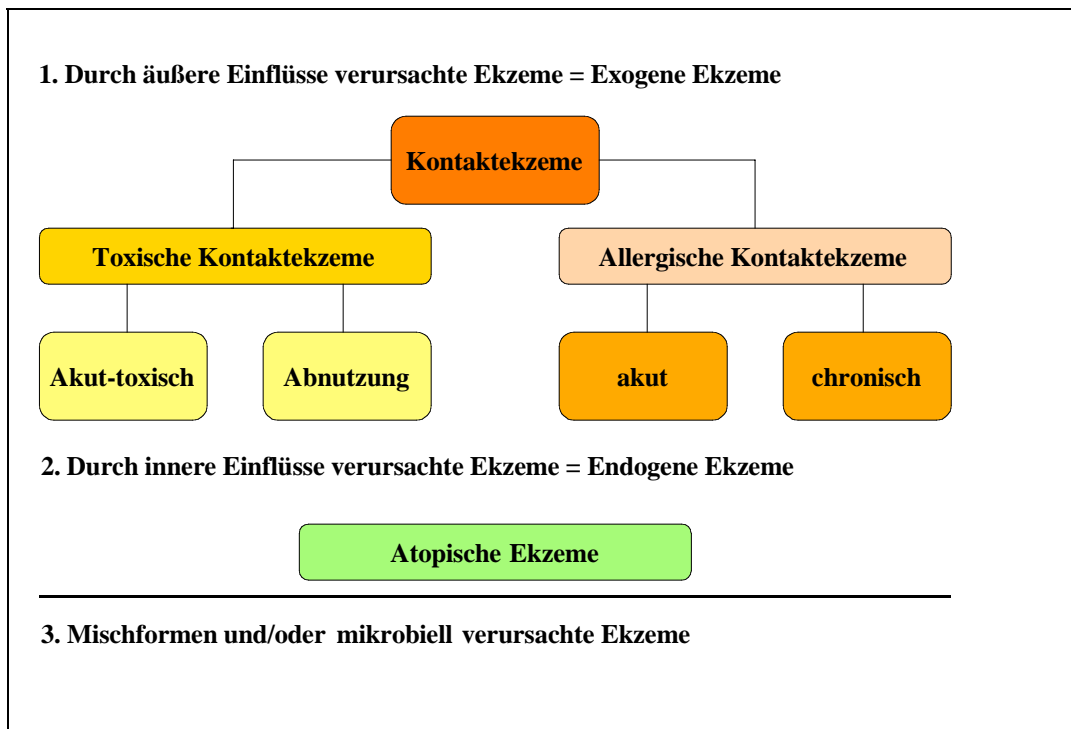 1. Durch äußere Einflüsse verursachte Ekzeme = Exogene Ekzeme
Kontaktekzeme
Toxische Kontaktekzeme
Allergische Kontaktekzeme
Akut-toxisch
Abnutzung
akut
chronisch
2. Durch innere Einflüsse verursachte Ekzeme = Endogene Ekzeme
Atopische Ekzeme
3. Mischformen und/oder mikrobiell verursachte Ekzeme